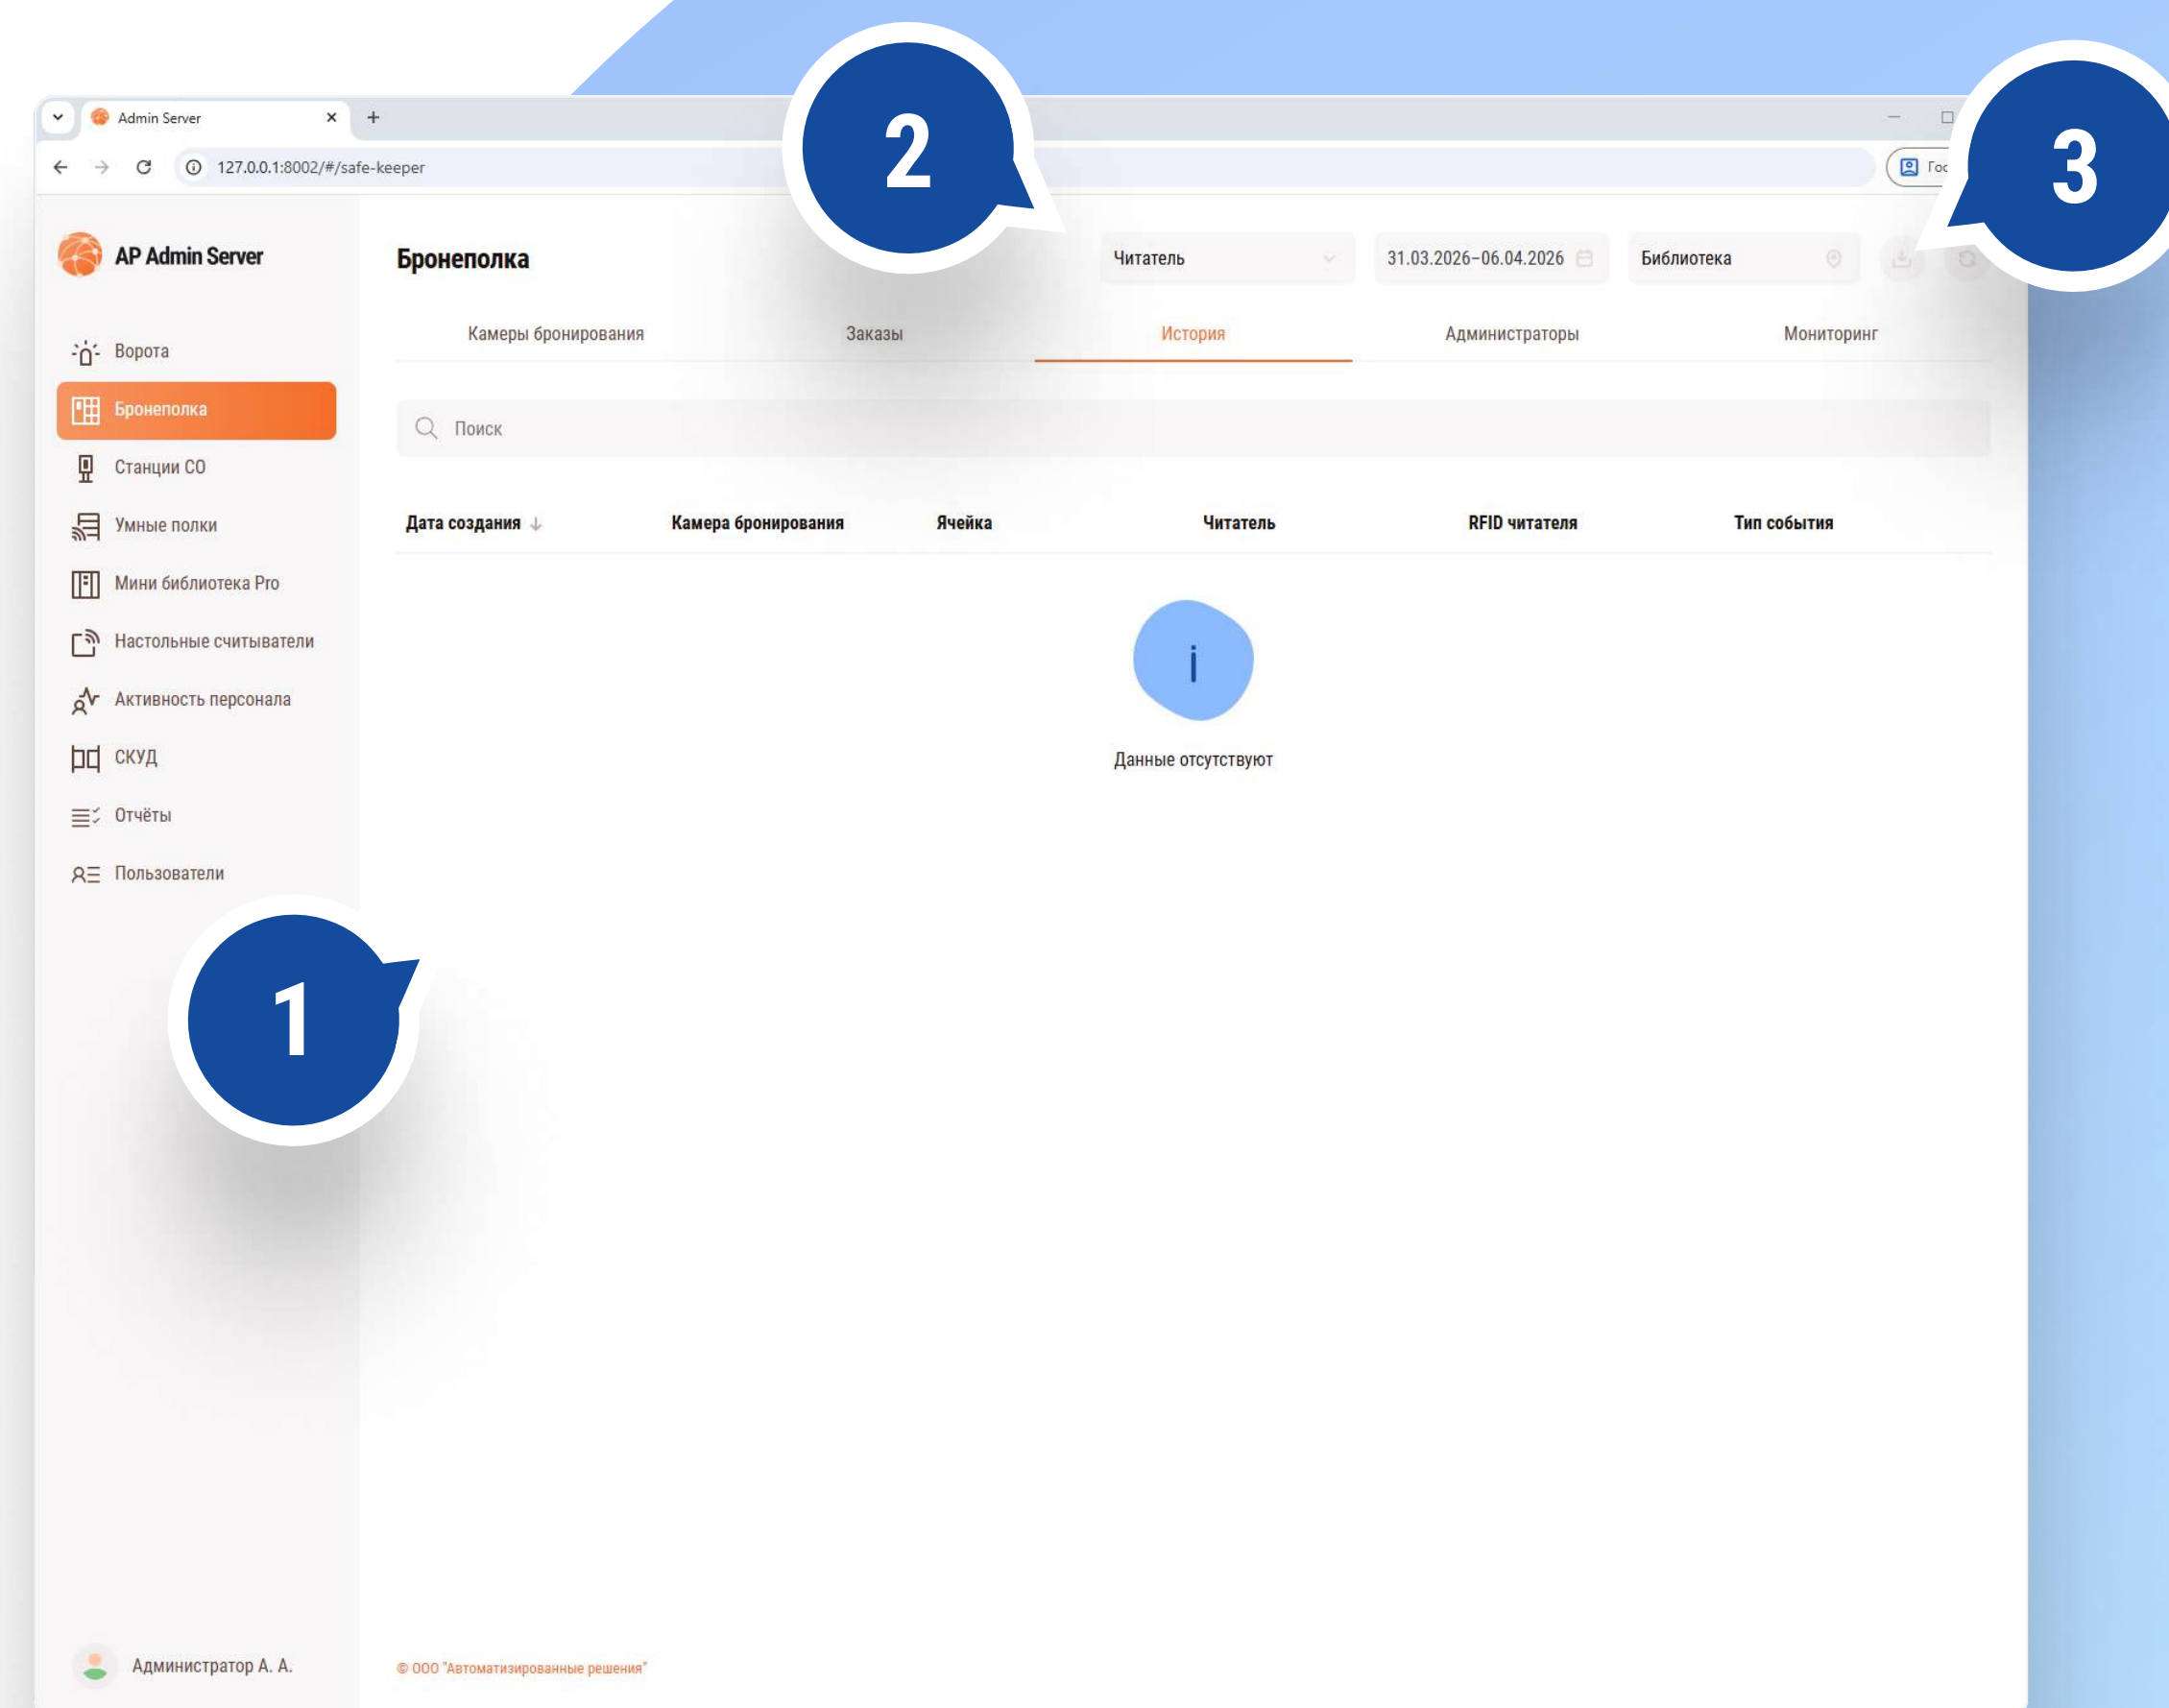 2
3
Admin Server
127.0.0.1:8002/#/safe-keeper
AP Admin Server
Бронеполка
Читатель
31.03.2026–06.04.2026
Библиотека
Камеры бронирования
Заказы
История
Администраторы
Мониторинг
Ворота
Бронеполка
Станции СО
Умные полки
Мини библиотека Pro
Настольные считыватели
Активность персонала
СКУД
Отчёты
Пользователи
Поиск
Дата создания
Камера бронирования
Ячейка
Читатель
RFID читателя
Тип события
i
Данные отсутствуют
1
Администратор А. А.
© ООО "Автоматизированные решения"